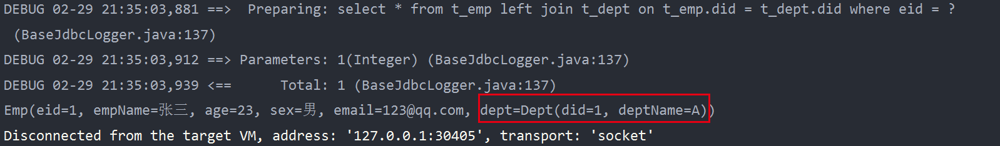 DEBUG 02-29 21:35:03,881 ==>  Preparing: select * from t_emp left join t_dept on t_emp.did = t_dept.did where eid = ?
(BaseJdbcLogger.java:137)
DEBUG 02-29 21:35:03,912 ==> Parameters: 1(Integer) (BaseJdbcLogger.java:137)
DEBUG 02-29 21:35:03,939 <==      Total: 1 (BaseJdbcLogger.java:137)
Emp(eid=1, empName=张三, age=23, sex=男, email=123@qq.com, dept=Dept(did=1, deptName=A))
Disconnected from the target VM, address: '127.0.0.1:30405', transport: 'socket'